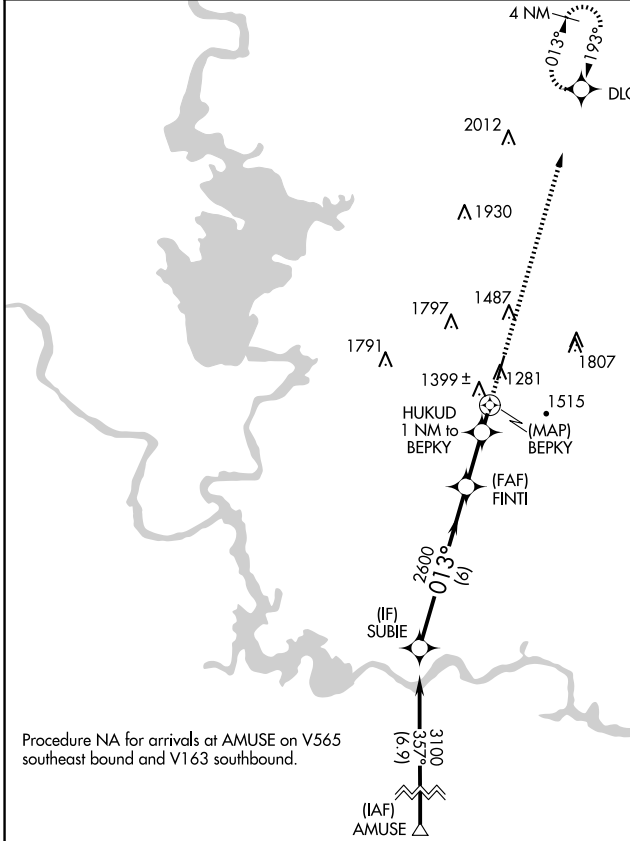 4 NM
013°
193°
DLO
2012
1930
1797
1487
1791
1807
1399 ±
1281
1515
HUKUD
1 NM to
BEPKY
(MAP)
BEPKY
(FAF)
FINTI
2600
013°
(6)
(IF)
SUBIE
3100
357°
(6.9)
Procedure NA for arrivals at AMUSE on V565
southeast bound and V163 southbound.
(IAF)
AMUSE